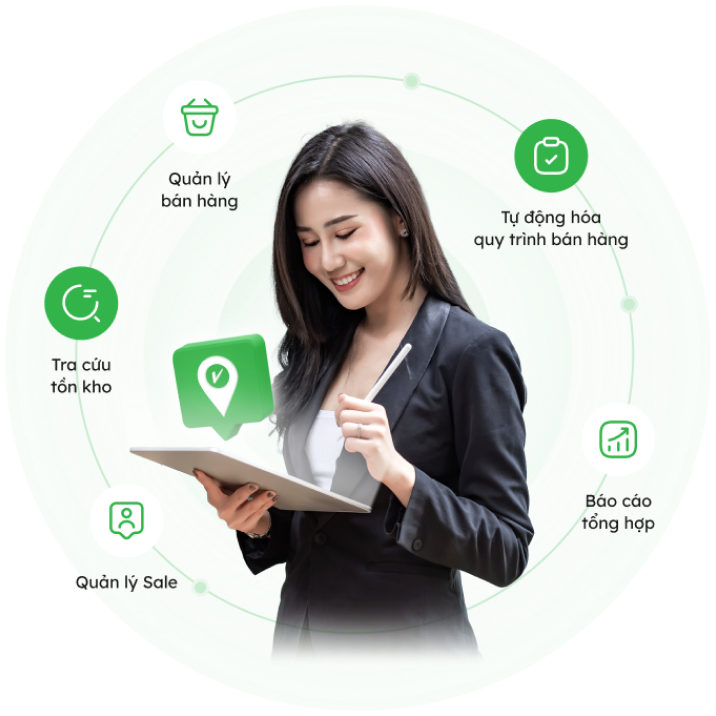 Quản lý
bán hàng
Tự động hóa
quy trình bán hàng
Tra cứu
tồn kho
Báo cáo
tổng hợp
Quản lý Sale